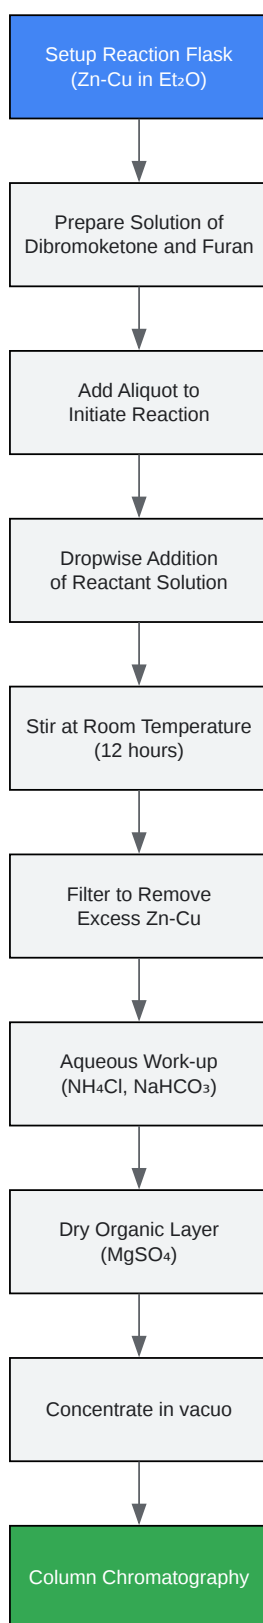 Setup Reaction Flask
(Zn-Cu in Et₂O)
Prepare Solution of
Dibromoketone and Furan
Add Aliquot to
Initiate Reaction
Dropwise Addition
of Reactant Solution
Stir at Room Temperature
(12 hours)
Filter to Remove
Excess Zn-Cu
Aqueous Work-up
(NH₄Cl, NaHCO₃)
Dry Organic Layer
(MgSO₄)
Concentrate in vacuo
Column Chromatography